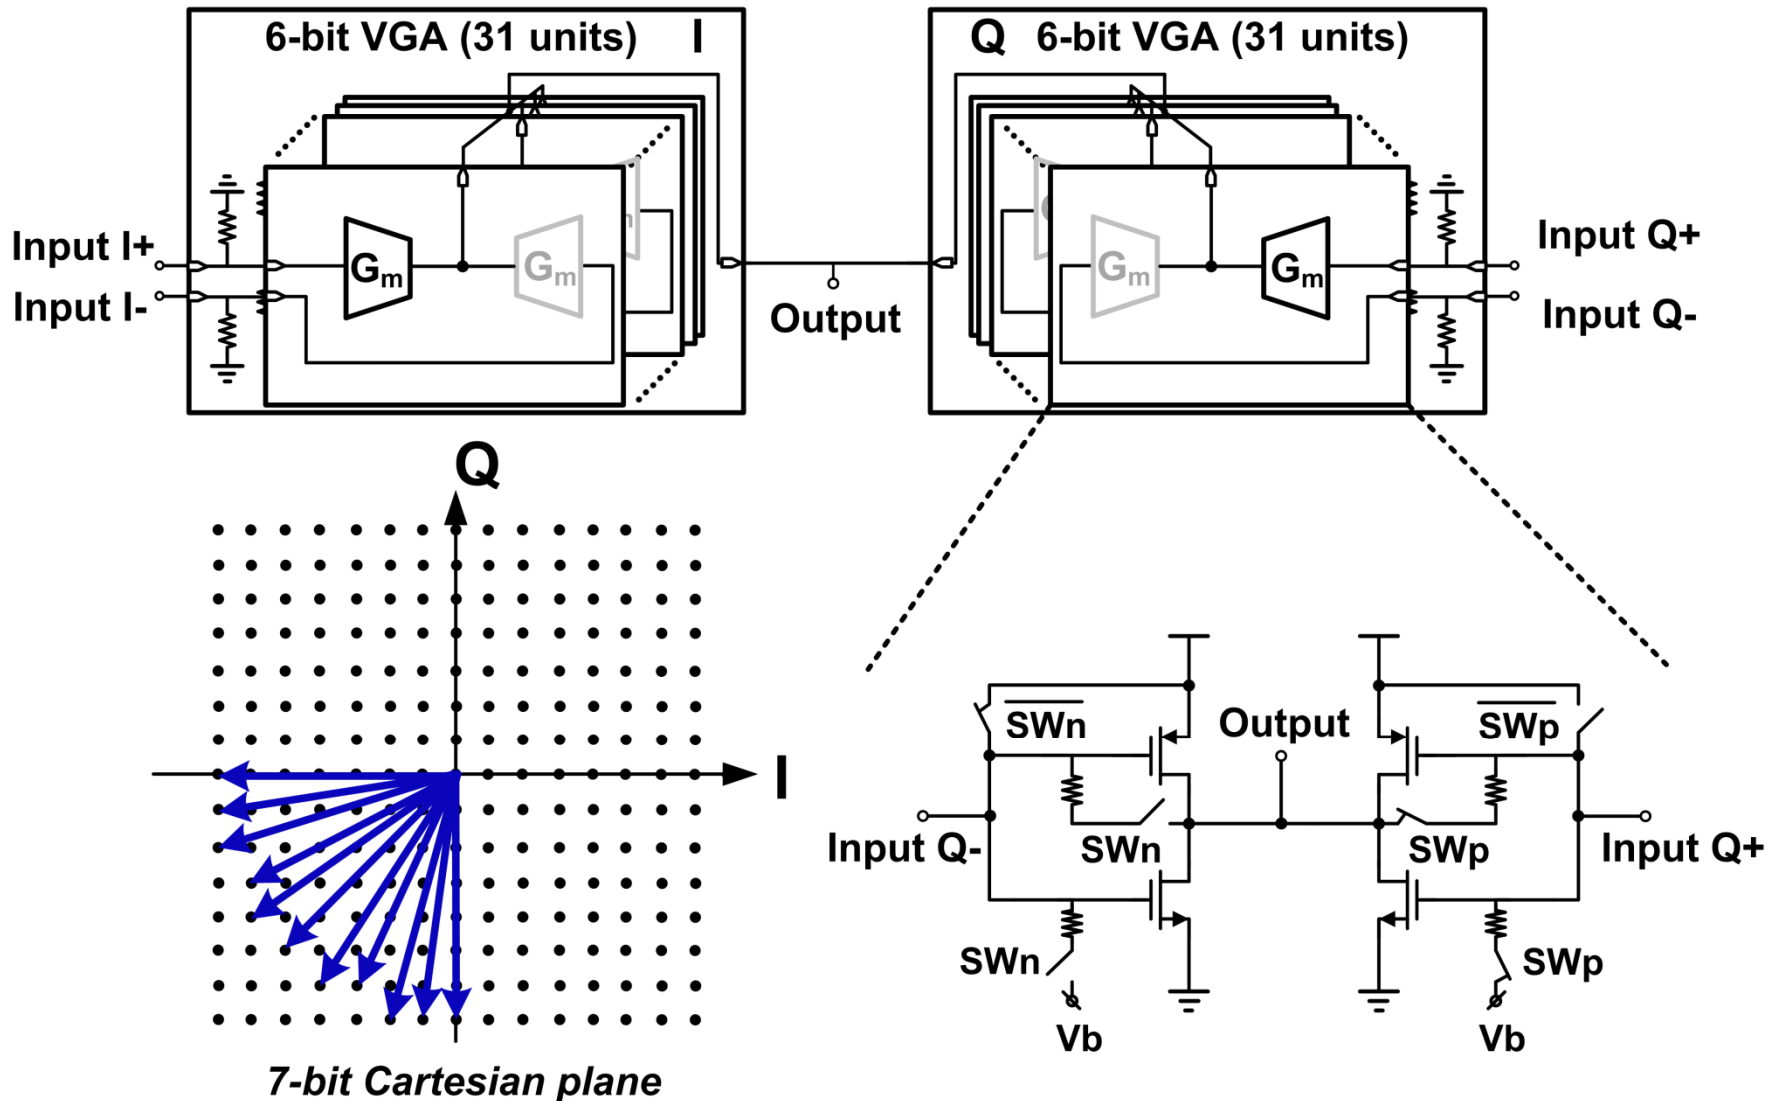 6-bit VGA (31 units) I
Q 6-bit VGA (31 units)
Input I+
Input I-
Gm
Gm
n
Output
Gm
Gm
Input Q+
Input Q-
Q
I
7-bit Cartesian plane
SWn
Output
SWp
Input Q-
SWn
SWp
Input Q+
SWn
SWp
Vb
Vb